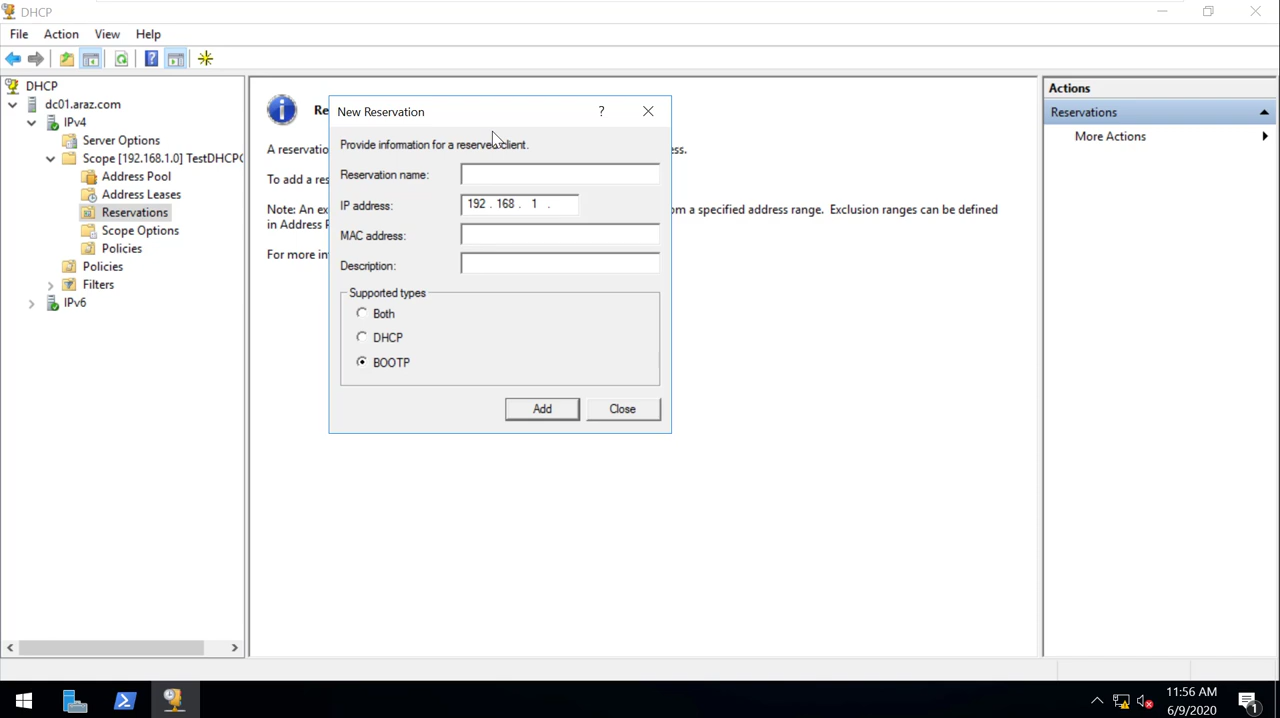 DHCP
File Action View Help
DHCP
dc01.araz.com
IPv4
Server Options
Scope [192.168.1.0] TestDHCP
Address Pool
Address Leases
Reservations
Scope Options
Policies
Policies
Filters
IPv6
Re
A reservatio
ss.
To add a res
Note: An ex
om a specified address range. Exclusion ranges can be defined
in Address P
For more in
New Reservation
?
Provide information for a reserved client.
Reservation name:
IP address: 192 . 168 . 1 .
MAC address:
Description:
Supported types
Both
DHCP
BOOTP
Add Close
Actions
Reservations
More Actions
11:56 AM
6/9/2020
1